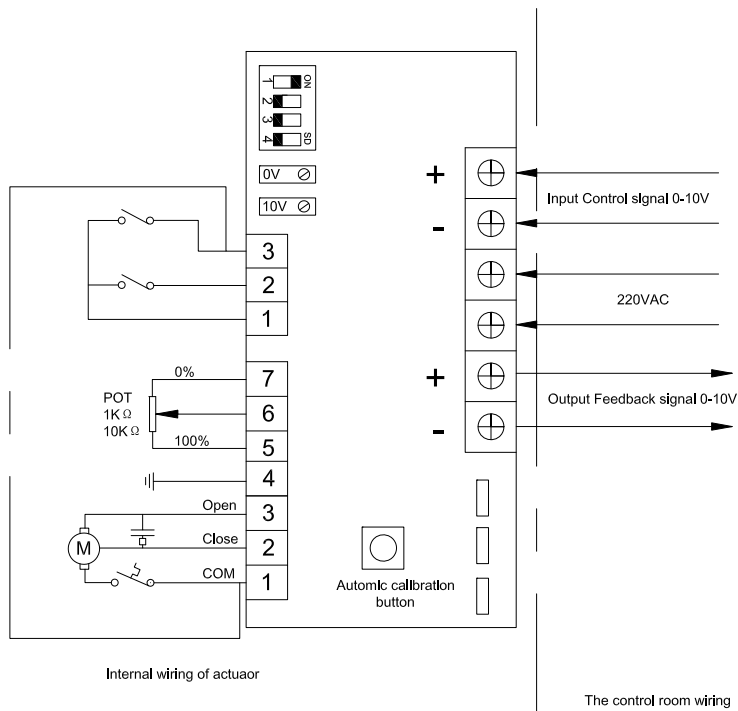 1 ON
2
3
4 SD
0V
10V
+
Input Control signal 0-10V
-
3
2
1
220VAC
0%
7
+
POT
1KΩ
10KΩ
6
Output Feedback signal 0-10V
100%
5
-
4
Open
3
Close
2
M
COM
1
Automic calibration
button
Internal wiring of actuaor
The control room wiring